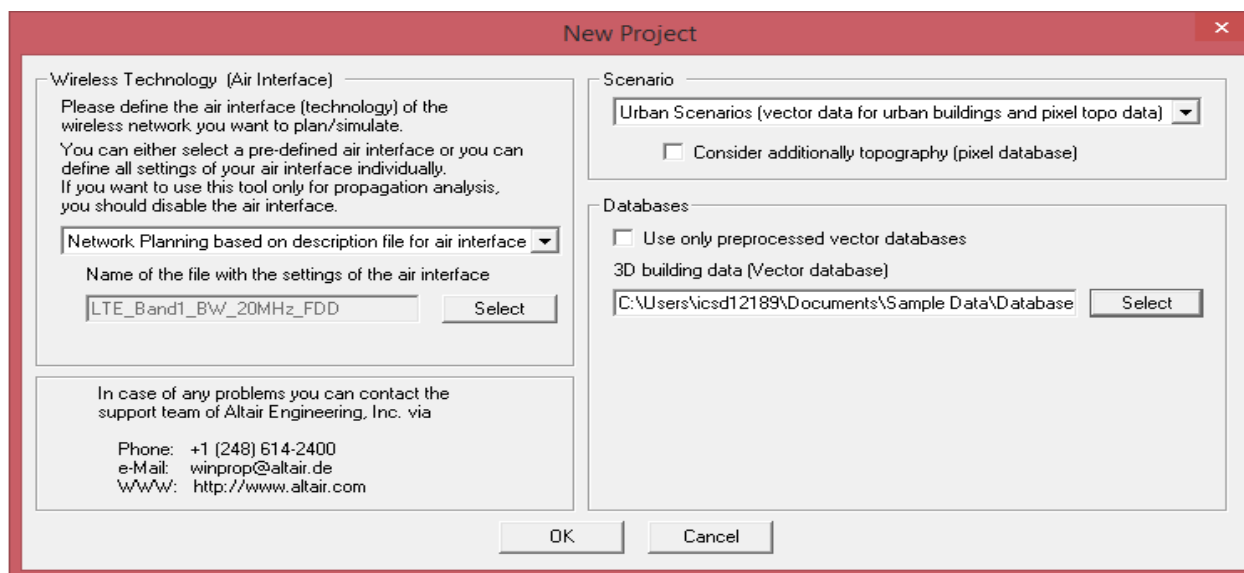 New Project
Wireless Technology (Air Interface)
Please define the air interface (technology) of the
wireless network you want to plan/simulate.
You can either select a pre-defined air interface or you can
define all settings of your air interface individually.
If you want to use this tool only for propagation analysis,
you should disable the air interface.
Network Planning based on description file for air interface
Name of the file with the settings of the air interface
LTE_Band1_BW_20MHz_FDD
Select
In case of any problems you can contact the
support team of Altair Engineering, Inc. via
Phone: +1 (248) 614-2400
e-Mail: winprop@altair.de
WWW: http://www.altair.com
Scenario
Urban Scenarios (vector data for urban buildings and pixel topo data)
Consider additionally topography (pixel database)
Databases
Use only preprocessed vector databases
3D building data (Vector database)
C:\Users\icsd12189\Documents\Sample Data\Database
Select
OK
Cancel